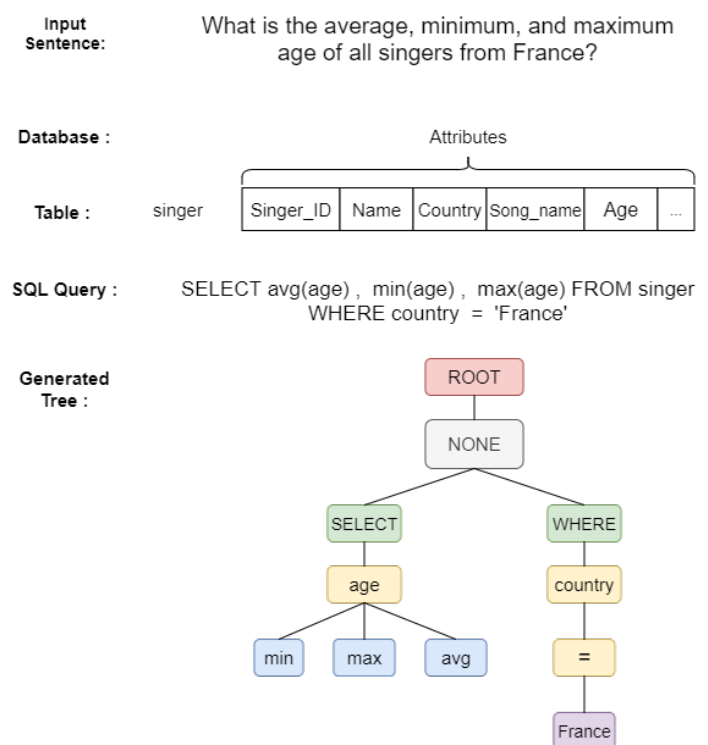 Input
Sentence:
What is the average, minimum, and maximum
age of all singers from France?
Database :
Attributes
Table :
singer
Singer_ID
Name
Country
Song_name
Age
...
SQL Query :
SELECT avg(age) , min(age) , max(age) FROM singer
WHERE country = 'France'
Generated
Tree :
ROOT
NONE
SELECT
WHERE
age
country
min
max
avg
=
France